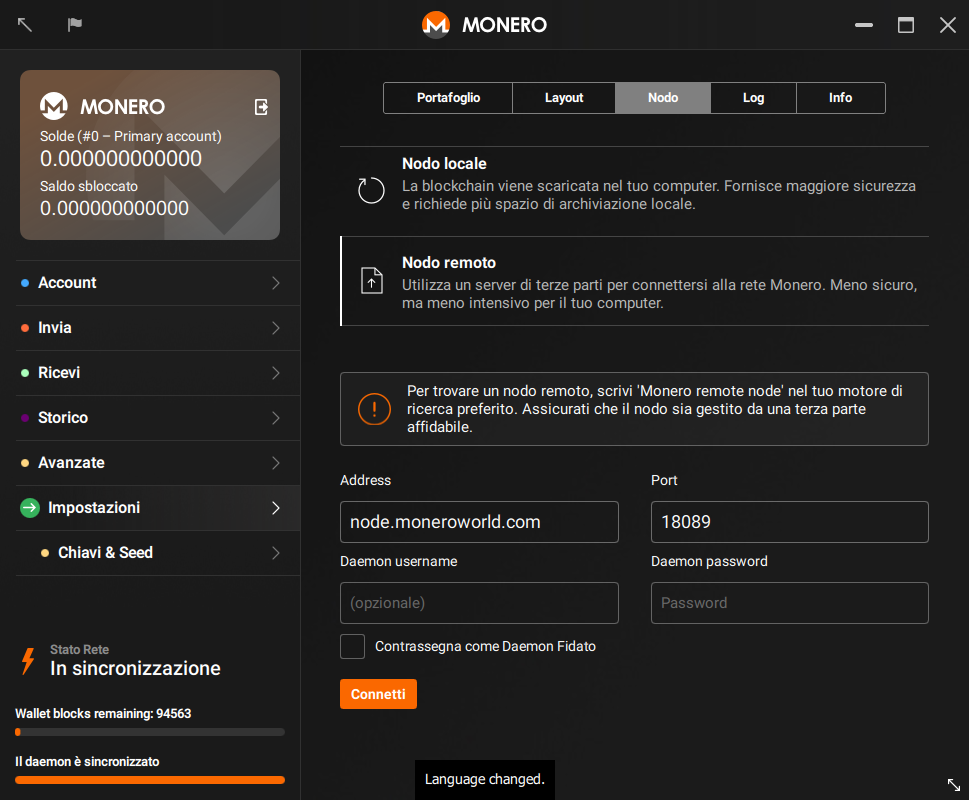 MONERO
MONERO
Solde (#0 – Primary account)
0.000000000000
Saldo sbloccato
0.000000000000
Account
Invia
Ricevi
Storico
Avanzate
Impostazioni
Chiavi & Seed
Stato Rete
In sincronizzazione
Wallet blocks remaining: 94563
Il daemon è sincronizzato
Portafoglio Layout Nodo Log Info
Nodo locale
La blockchain viene scaricata nel tuo computer. Fornisce maggiore sicurezza
e richiede più spazio di archiviazione locale.
Nodo remoto
Utilizza un server di terze parti per connettersi alla rete Monero. Meno sicuro,
ma meno intensivo per il tuo computer.
Per trovare un nodo remoto, scrivi 'Monero remote node' nel tuo motore di
ricerca preferito. Assicurati che il nodo sia gestito da una terza parte
affidabile.
Address Port
node.moneroworld.com 18089
Daemon username Daemon password
(opzionale) Password
Contrassegna come Daemon Fidato
Connetti
Language changed.